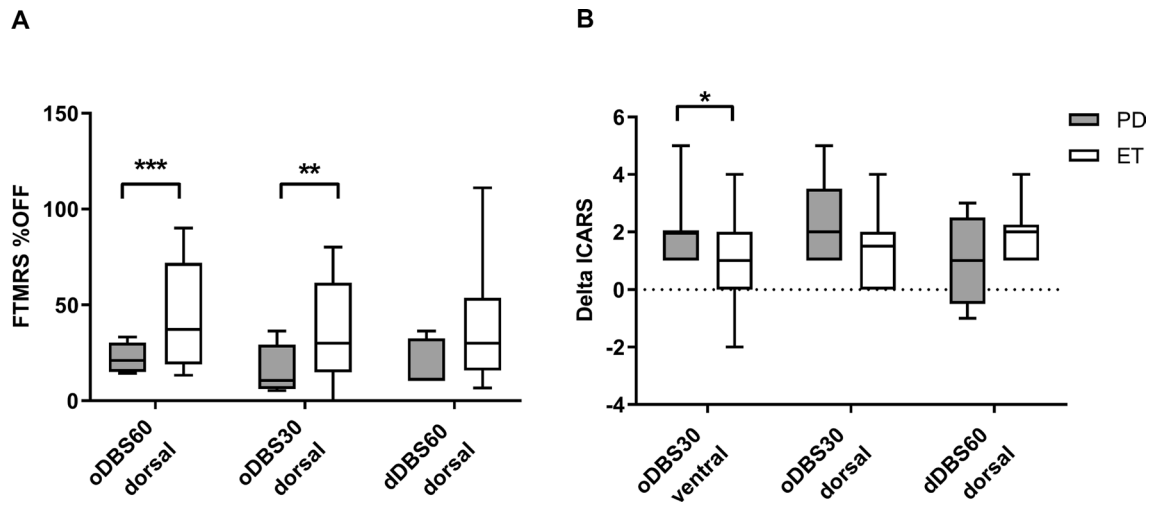 A
FTMRS %OFF
150
100
50
0
***
**
oDBS60
dorsal
oDBS30
dorsal
dDBS60
dorsal
B
Delta ICARS
6
4
2
0
-2
-4
*
oDBS30
ventral
oDBS30
dorsal
dDBS60
dorsal
PD
ET